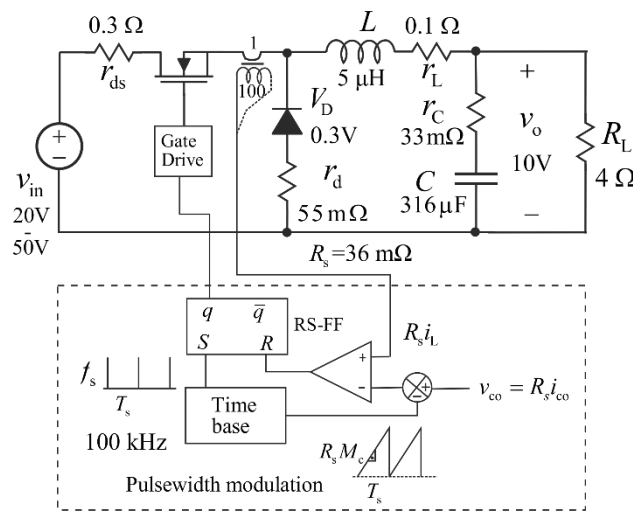 0.3 Ω
r_ds
1
100
L
5 μH
0.1 Ω
r_L
+
r_C
33mΩ
v_o
10V
R_L
4 Ω
C
316μF
−
+
−
v_in
20V
-
50V
Gate
Drive
V_D
0.3V
r_d
55mΩ
R_s=36 mΩ
q q̄
S R
RS-FF
+
−
R_s i_L
+
−
v_co = R_s i_co
f_s
T_s
100 kHz
Time
base
R_s M_c
T_s
Pulsewidth modulation